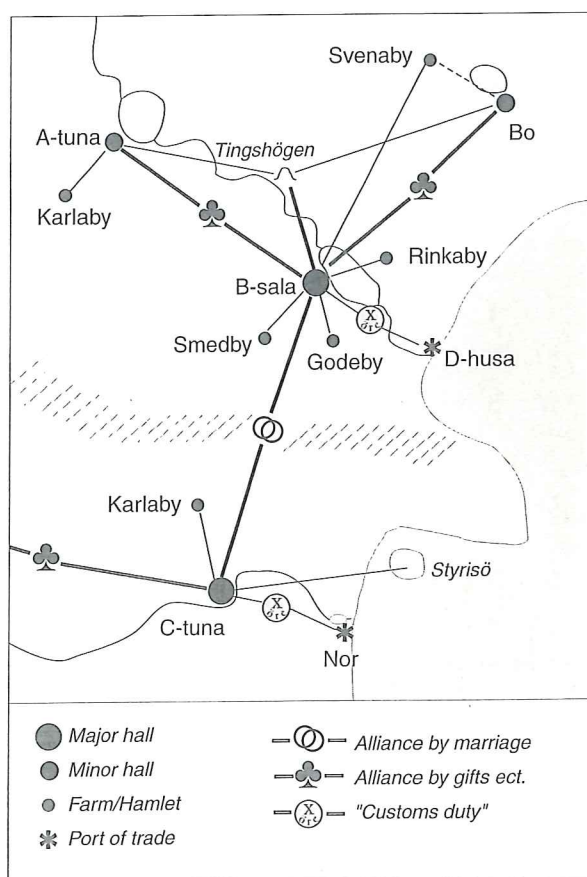 Svenaby
A-tuna
Tingshögen
Bo
Karlaby
B-sala
Rinkaby
Smedby
Godeby
D-husa
Karlaby
Styrisö
C-tuna
Nor
Major hall
Minor hall
Farm/Hamlet
Port of trade
Alliance by marriage
Alliance by gifts ect.
"Customs duty"